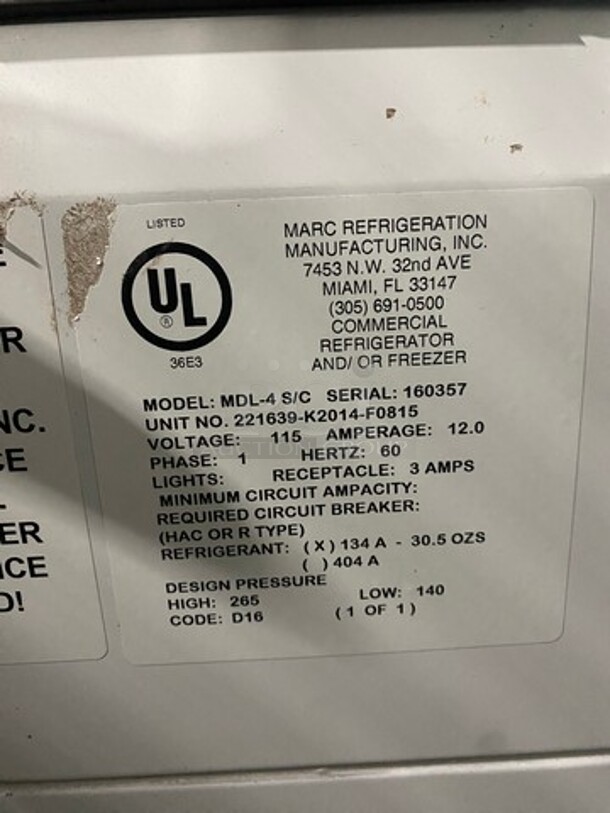 LISTED
UL
®
36E3
MARC REFRIGERATION
MANUFACTURING, INC.
7453 N.W. 32nd AVE
MIAMI, FL 33147
(305) 691-0500
COMMERCIAL
REFRIGERATOR
AND/ OR FREEZER
MODEL: MDL-4 S/C SERIAL: 160357
UNIT NO. 221639-K2014-F0815
VOLTAGE: 115 AMPERAGE: 12.0
PHASE: 1 HERTZ: 60
LIGHTS: RECEPTACLE: 3 AMPS
MINIMUM CIRCUIT AMPACITY:
REQUIRED CIRCUIT BREAKER:
(HAC OR R TYPE)
REFRIGERANT: (X) 134 A - 30.5 OZS
( ) 404 A
DESIGN PRESSURE
HIGH: 265 LOW: 140
CODE: D16 (1 OF 1)
E
R
NC.
CE
L
ER
ICE
D!